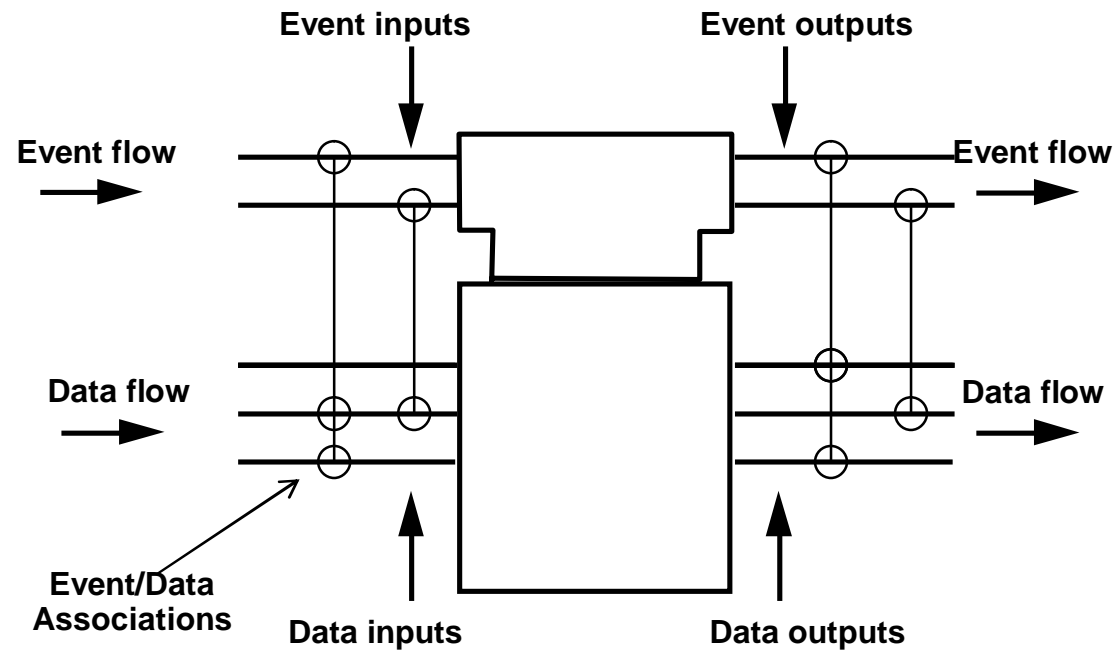 Event inputs
Event outputs
Event flow
Event flow
Data flow
Data flow
Event/Data
Associations
Data inputs
Data outputs